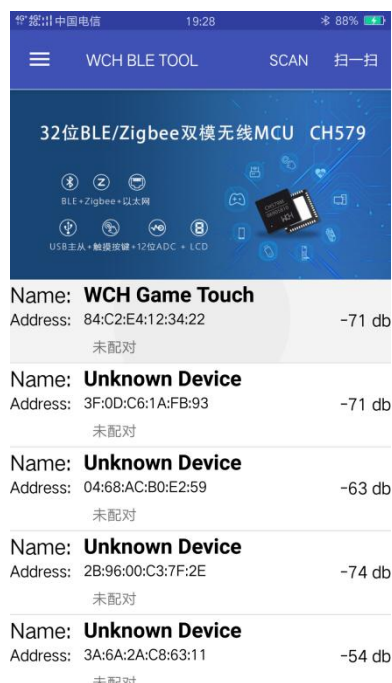 中国电信 19:28 88%
WCH BLE TOOL SCAN 扫一扫
32位BLE/Zigbee双模无线MCU CH579
BLE+Zigbee+以太网
USB主从+触摸按键+12位ADC + LCD
Name: WCH Game Touch
Address: 84:C2:E4:12:34:22 -71 db
未配对
Name: Unknown Device
Address: 3F:0D:C6:1A:FB:93 -71 db
未配对
Name: Unknown Device
Address: 04:68:AC:B0:E2:59 -63 db
未配对
Name: Unknown Device
Address: 2B:96:00:C3:7F:2E -74 db
未配对
Name: Unknown Device
Address: 3A:6A:2A:C8:63:11 -54 db
未配对